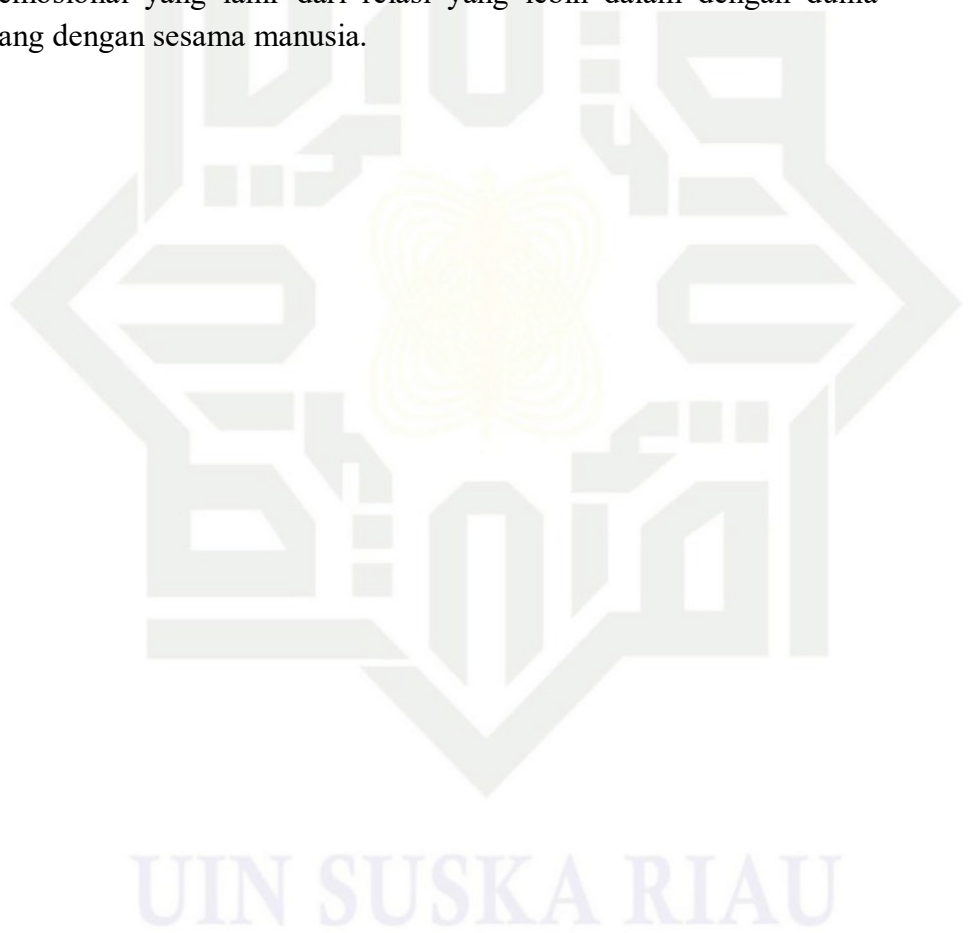 emosional yang lahir dari relasi yang lebih dalam dengan dunia
ang dengan sesama manusia.
UIN SUSKA RIAU